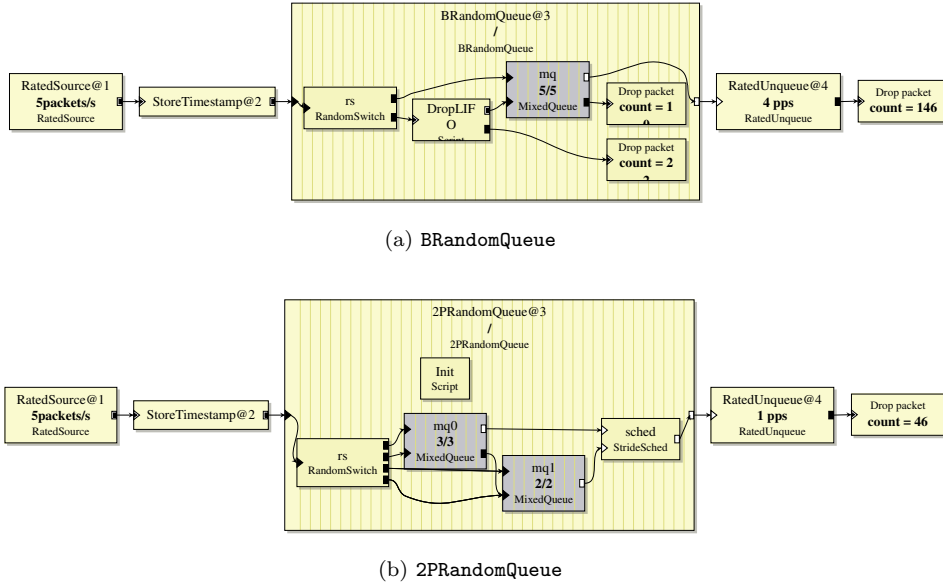 BRandomQueue@3
/
BRandomQueue
RatedSource@1
5packets/s
RatedSource
StoreTimestamp@2
rs
RandomSwitch
DropLIF
O
Script
mq
5/5
MixedQueue
Drop packet
count = 1
Drop packet
count = 2
RatedUnqueue@4
4 pps
RatedUnqueue
Drop packet
count = 146
(a) BRandomQueue
2PRandomQueue@3
/
2PRandomQueue
Init
Script
RatedSource@1
5packets/s
RatedSource
StoreTimestamp@2
rs
RandomSwitch
mq0
3/3
MixedQueue
mq1
2/2
MixedQueue
sched
StrideSched
RatedUnqueue@4
1 pps
RatedUnqueue
Drop packet
count = 46
(b) 2PRandomQueue